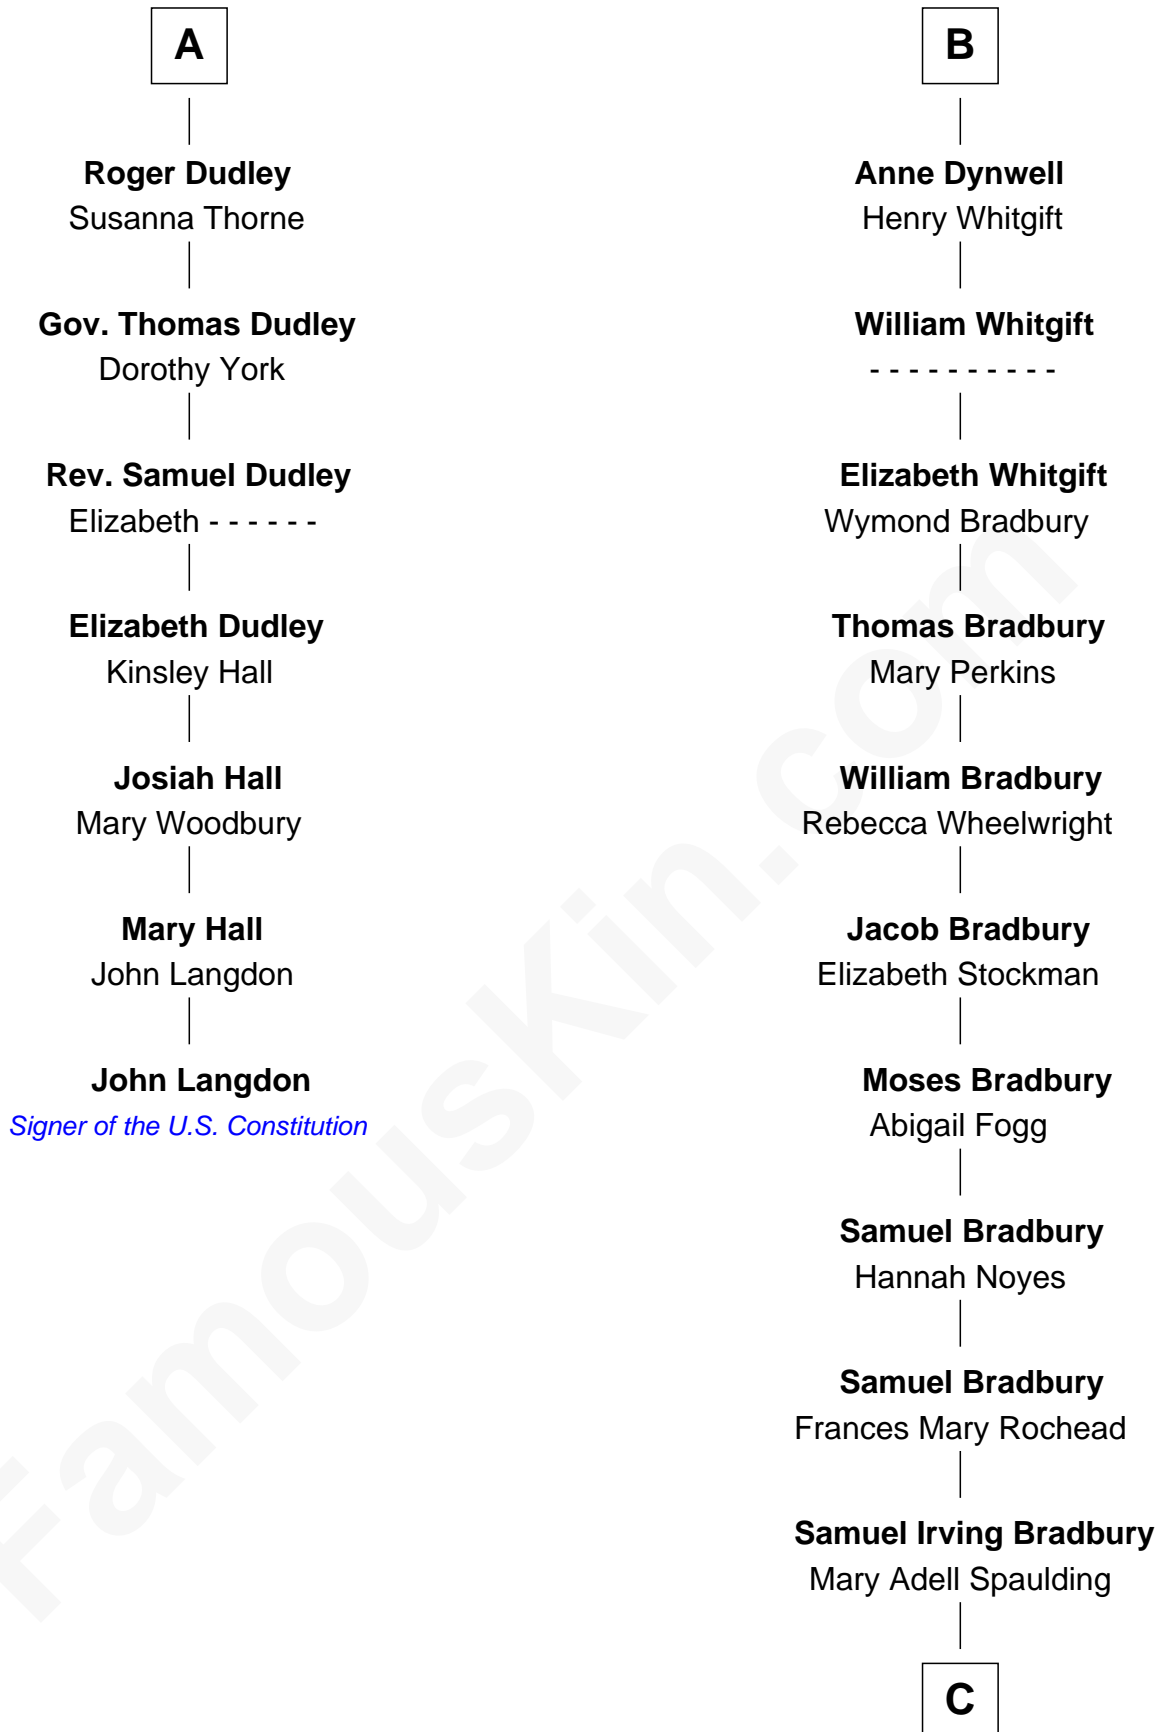 A
Roger Dudley
Susanna Thorne
Gov. Thomas Dudley
Dorothy York
Rev. Samuel Dudley
Elizabeth - - - - - -
Elizabeth Dudley
Kinsley Hall
Josiah Hall
Mary Woodbury
Mary Hall
John Langdon
John Langdon
Signer of the U.S. Constitution
B
Anne Dynwell
Henry Whitgift
William Whitgift
- - - - - - - - - -
Elizabeth Whitgift
Wymond Bradbury
Thomas Bradbury
Mary Perkins
William Bradbury
Rebecca Wheelwright
Jacob Bradbury
Elizabeth Stockman
Moses Bradbury
Abigail Fogg
Samuel Bradbury
Hannah Noyes
Samuel Bradbury
Frances Mary Rochead
Samuel Irving Bradbury
Mary Adell Spaulding
C
FamousKin.com